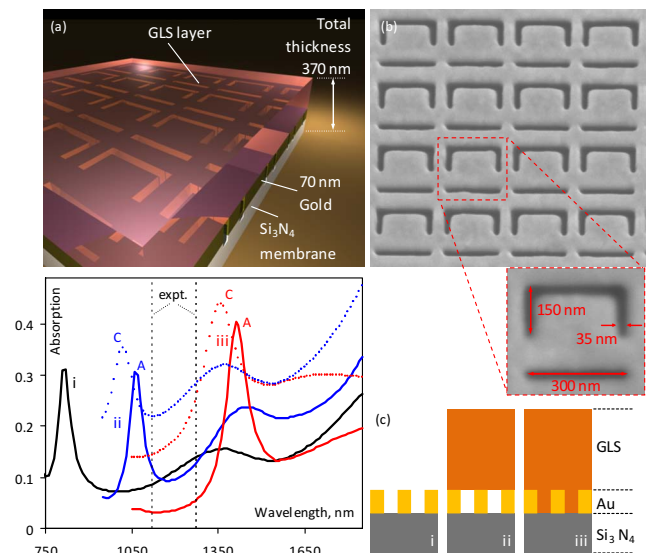 (a)
GLS layer
Total
thickness
370 nm
70 nm
Gold
Si₃N₄
membrane
(b)
150 nm
35 nm
300 nm
Absorption
expt.
C
A
C
A
i
ii
iii
0.4
0.3
0.2
0.1
0
Wavelength, nm
750
1050
1350
1650
(c)
GLS
Au
Si₃ N₄
i
ii
iii